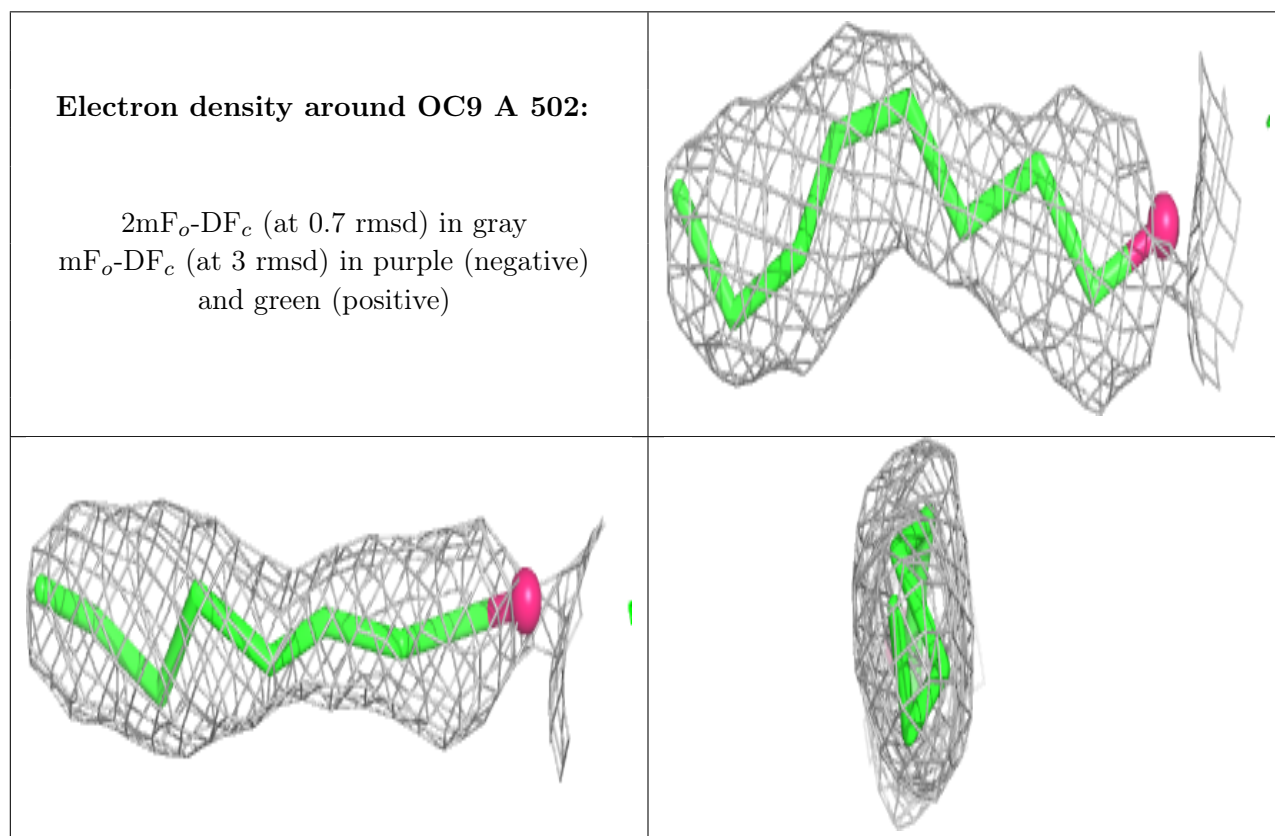 Electron density around OC9 A 502:
2mFo-DFc (at 0.7 rmsd) in gray
mFo-DFc (at 3 rmsd) in purple (negative)
and green (positive)